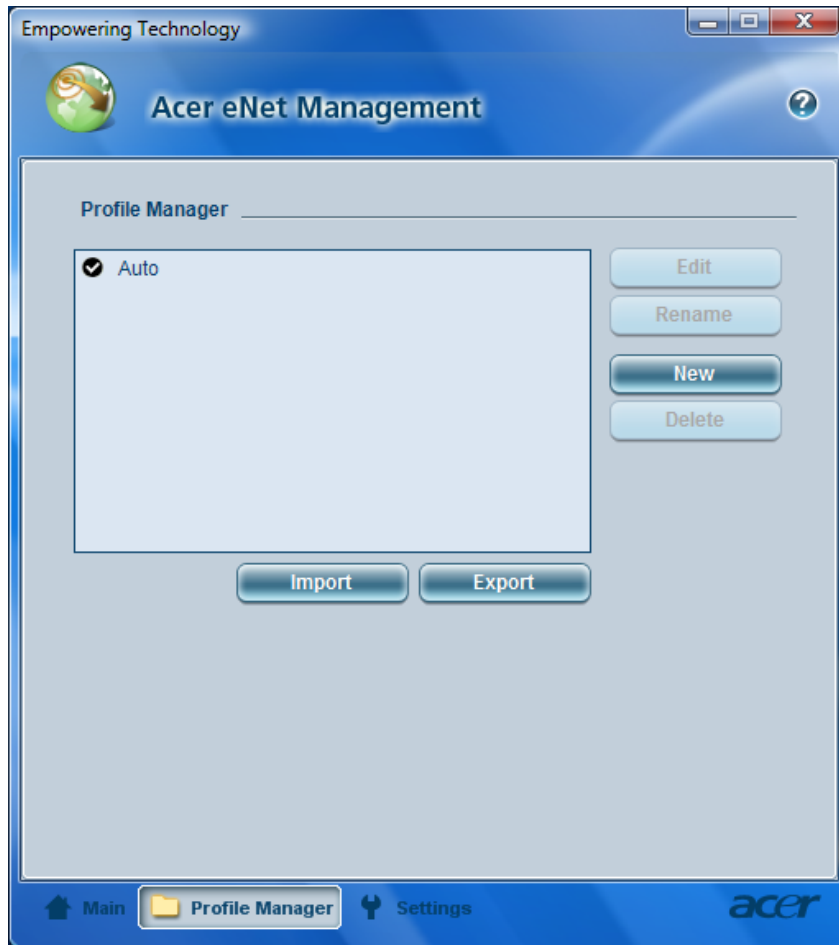 Empowering Technology
Acer eNet Management
?
Profile Manager
Auto
Edit
Rename
New
Delete
Import
Export
Main
Profile Manager
Settings
acer